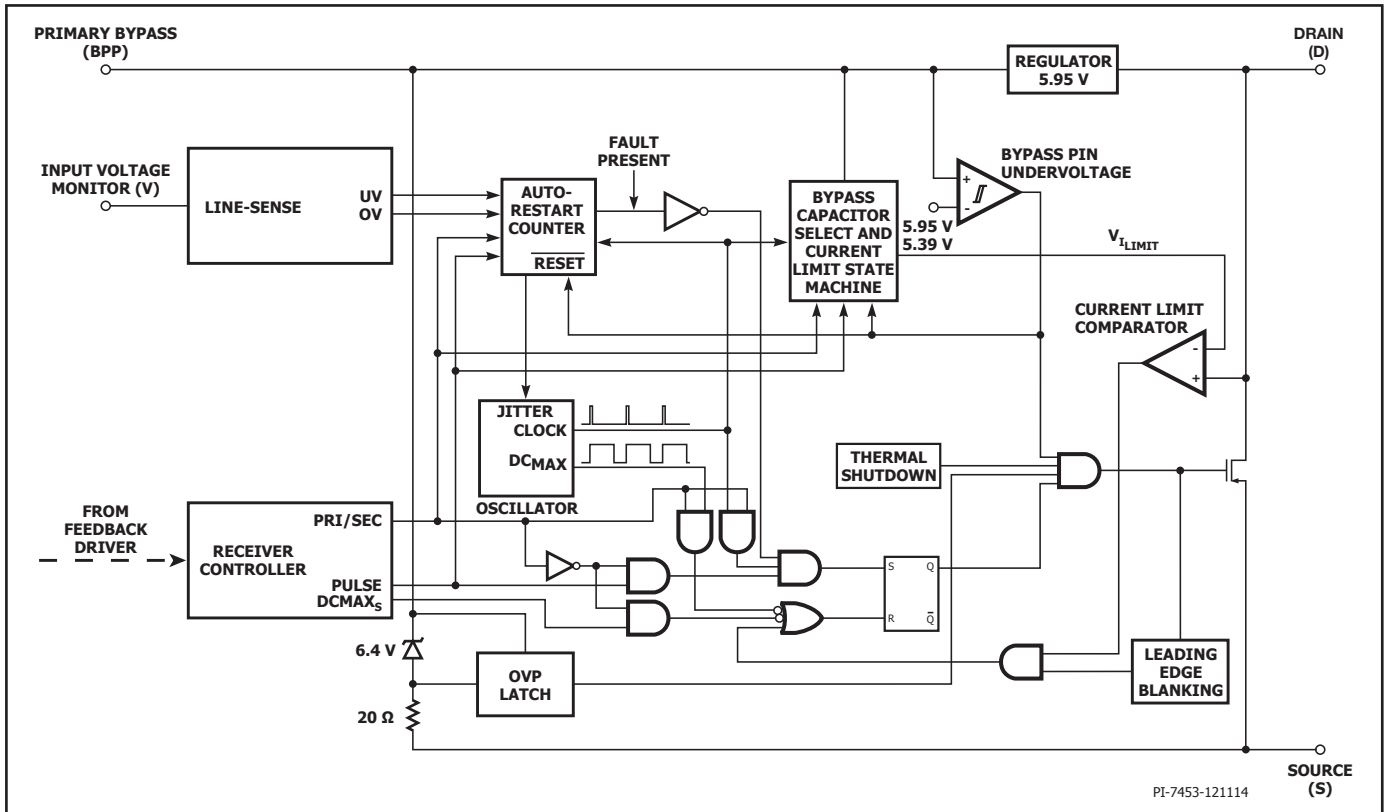 PRIMARY BYPASS
(BPP)
DRAIN
(D)
REGULATOR
5.95 V
INPUT VOLTAGE
MONITOR (V)
LINE-SENSE
UV
OV
FAULT
PRESENT
AUTO-
RESTART
COUNTER
RESET
BYPASS
CAPACITOR
SELECT AND
CURRENT
LIMIT STATE
MACHINE
BYPASS PIN
UNDERVOLTAGE
+
-
5.95 V
5.39 V
VILIMIT
CURRENT LIMIT
COMPARATOR
-
+
JITTER
CLOCK
DCMAX
OSCILLATOR
THERMAL
SHUTDOWN
FROM
FEEDBACK
DRIVER
RECEIVER
CONTROLLER
PRI/SEC
PULSE
DCMAXS
S Q
R Q̅
6.4 V
OVP
LATCH
20 Ω
LEADING
EDGE
BLANKING
SOURCE
(S)
PI-7453-121114